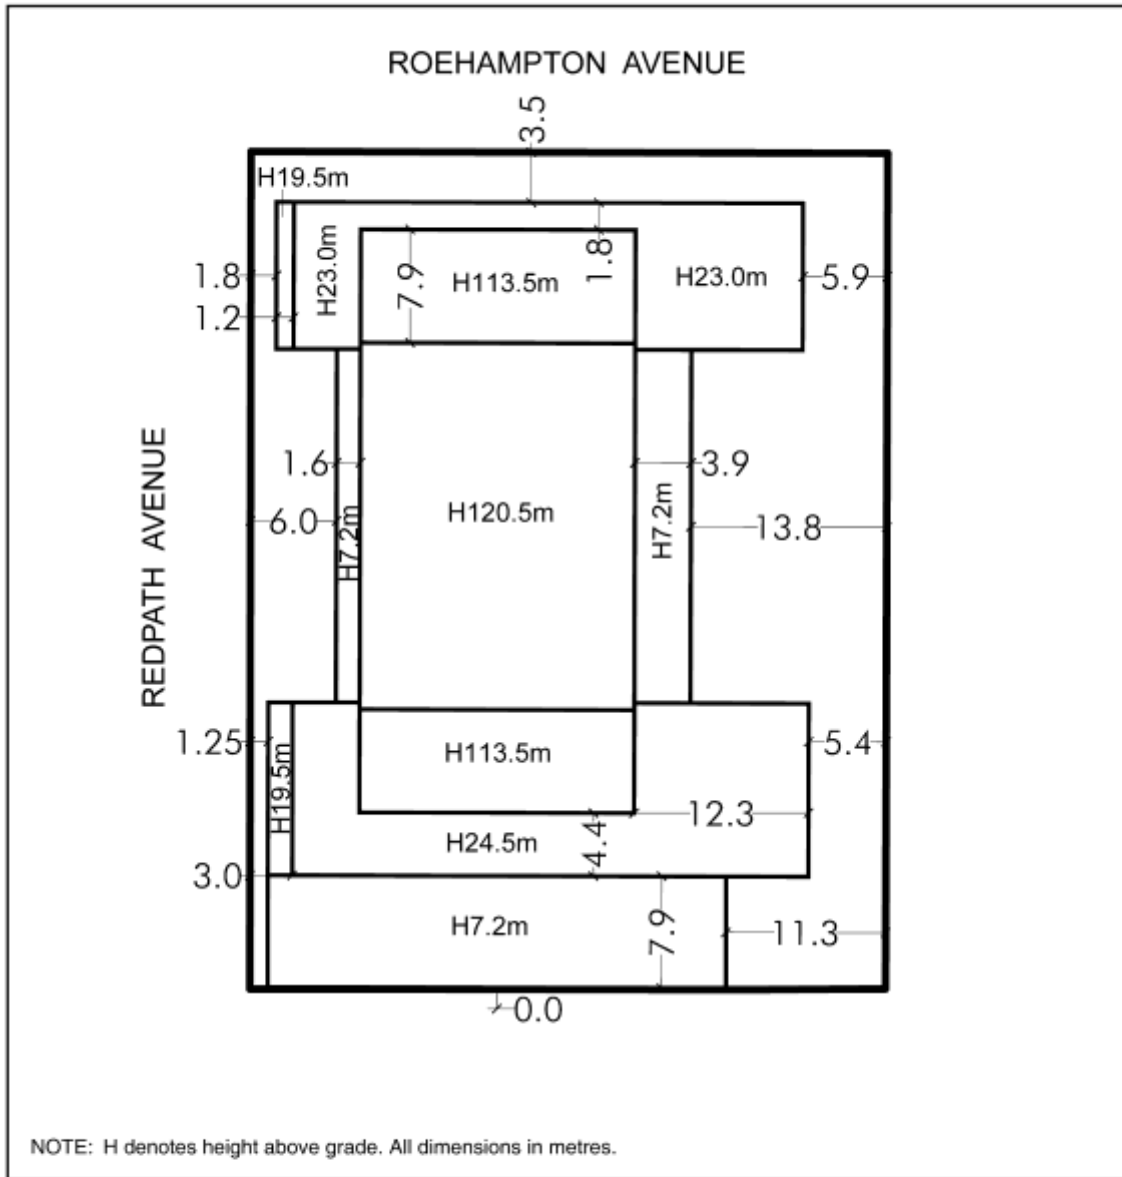 ROEHAMPTON AVENUE
3.5
H19.5m
1.8
1.2
H23.0m
7.9
H113.5m
1.8
H23.0m
5.9
REDPATH AVENUE
1.6
6.0
H7.2m
H120.5m
H7.2m
3.9
13.8
1.25
H19.5m
H113.5m
5.4
12.3
H24.5m
4.4
3.0
H7.2m
7.9
11.3
0.0
NOTE: H denotes height above grade. All dimensions in metres.